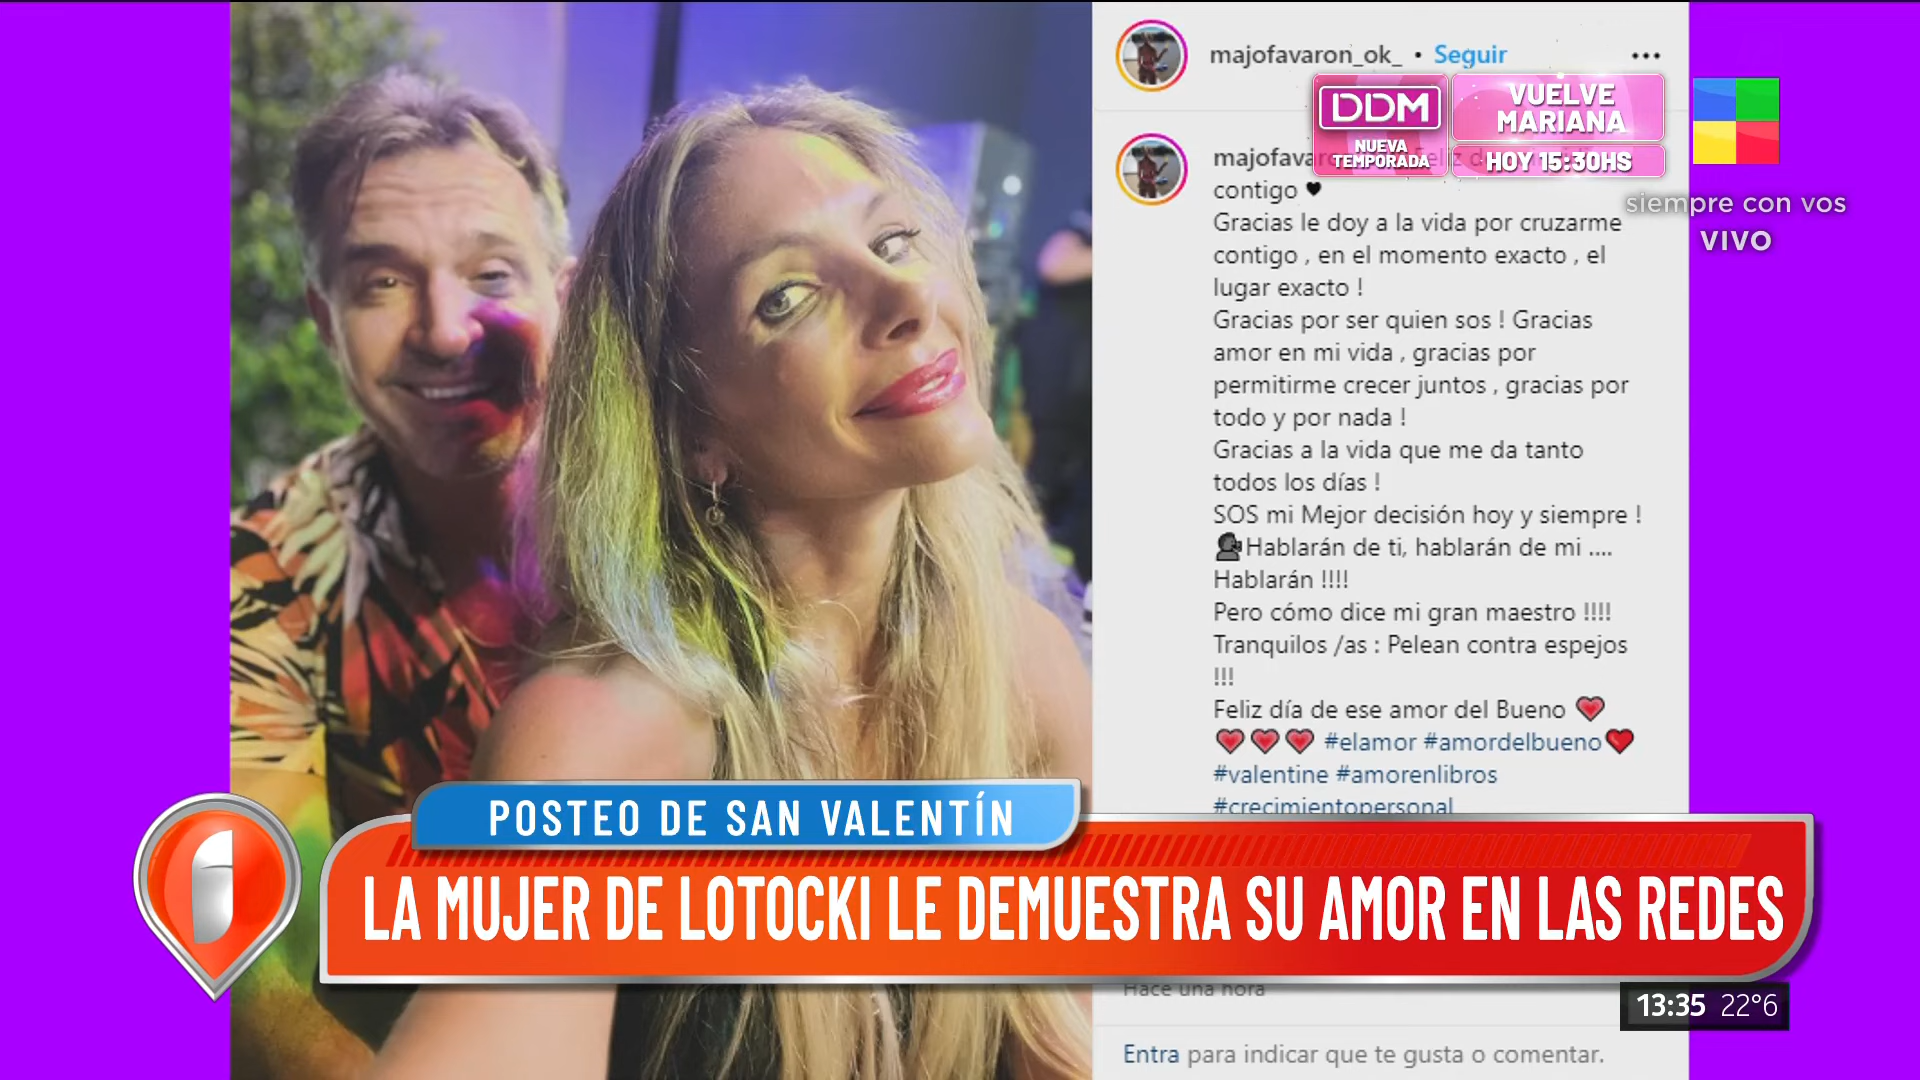 majofavaron_ok_ • Seguir
DDM
NUEVA
TEMPORADA
VUELVE
MARIANA
HOY 15:30HS
siempre con vos
VIVO
contigo 🖤
Gracias le doy a la vida por cruzarme
contigo , en el momento exacto , el
lugar exacto !
Gracias por ser quien sos ! Gracias
amor en mi vida , gracias por
permitirme crecer juntos , gracias por
todo y por nada !
Gracias a la vida que me da tanto
todos los días !
SOS mi Mejor decisión hoy y siempre !
🗣Hablarán de ti, hablarán de mi ....
Hablarán !!!!
Pero cómo dice mi gran maestro !!!!
Tranquilos /as : Pelean contra espejos
!!!
Feliz día de ese amor del Bueno ❤
❤❤❤ #elamor #amordelbueno❤
#valentine #amorenlibros
#crecimientopersonal
POSTEO DE SAN VALENTÍN
LA MUJER DE LOTOCKI LE DEMUESTRA SU AMOR EN LAS REDES
Hace una hora
13:35 22°6
Entra para indicar que te gusta o comentar.